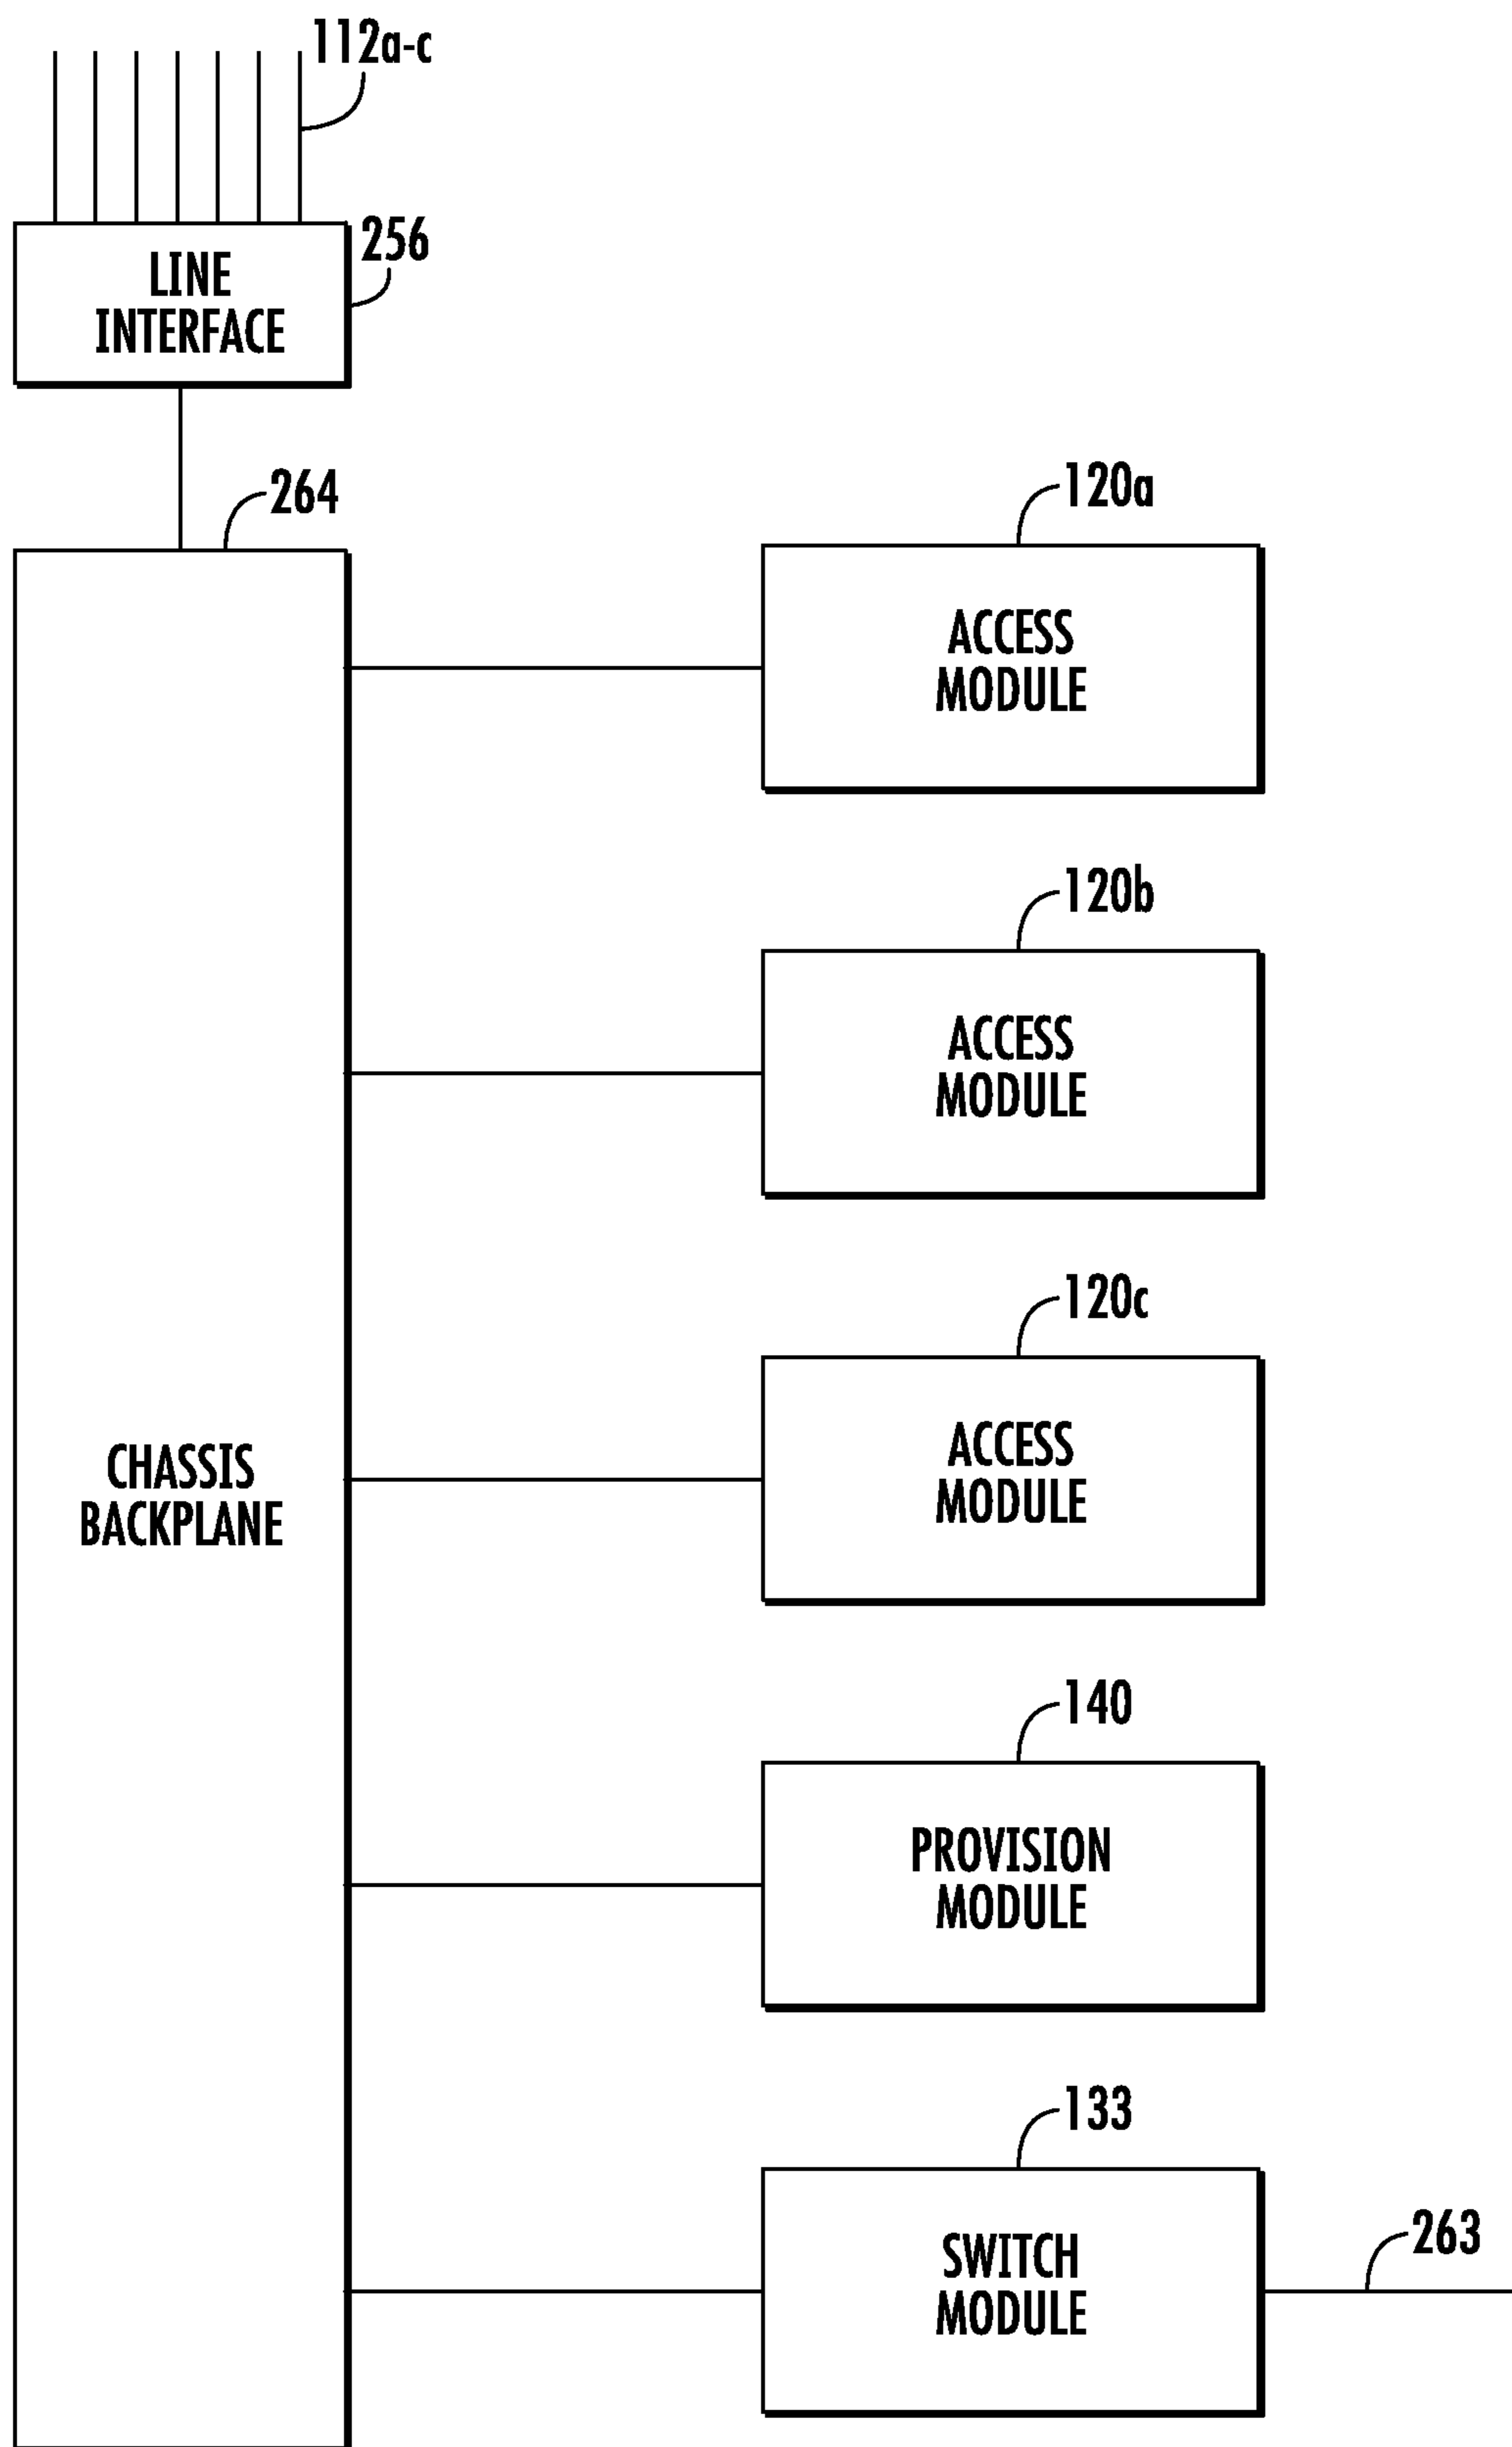 112a-c
256
LINE
INTERFACE
264
120a
ACCESS
MODULE
120b
ACCESS
MODULE
120c
ACCESS
MODULE
CHASSIS
BACKPLANE
140
PROVISION
MODULE
133
SWITCH
MODULE
263